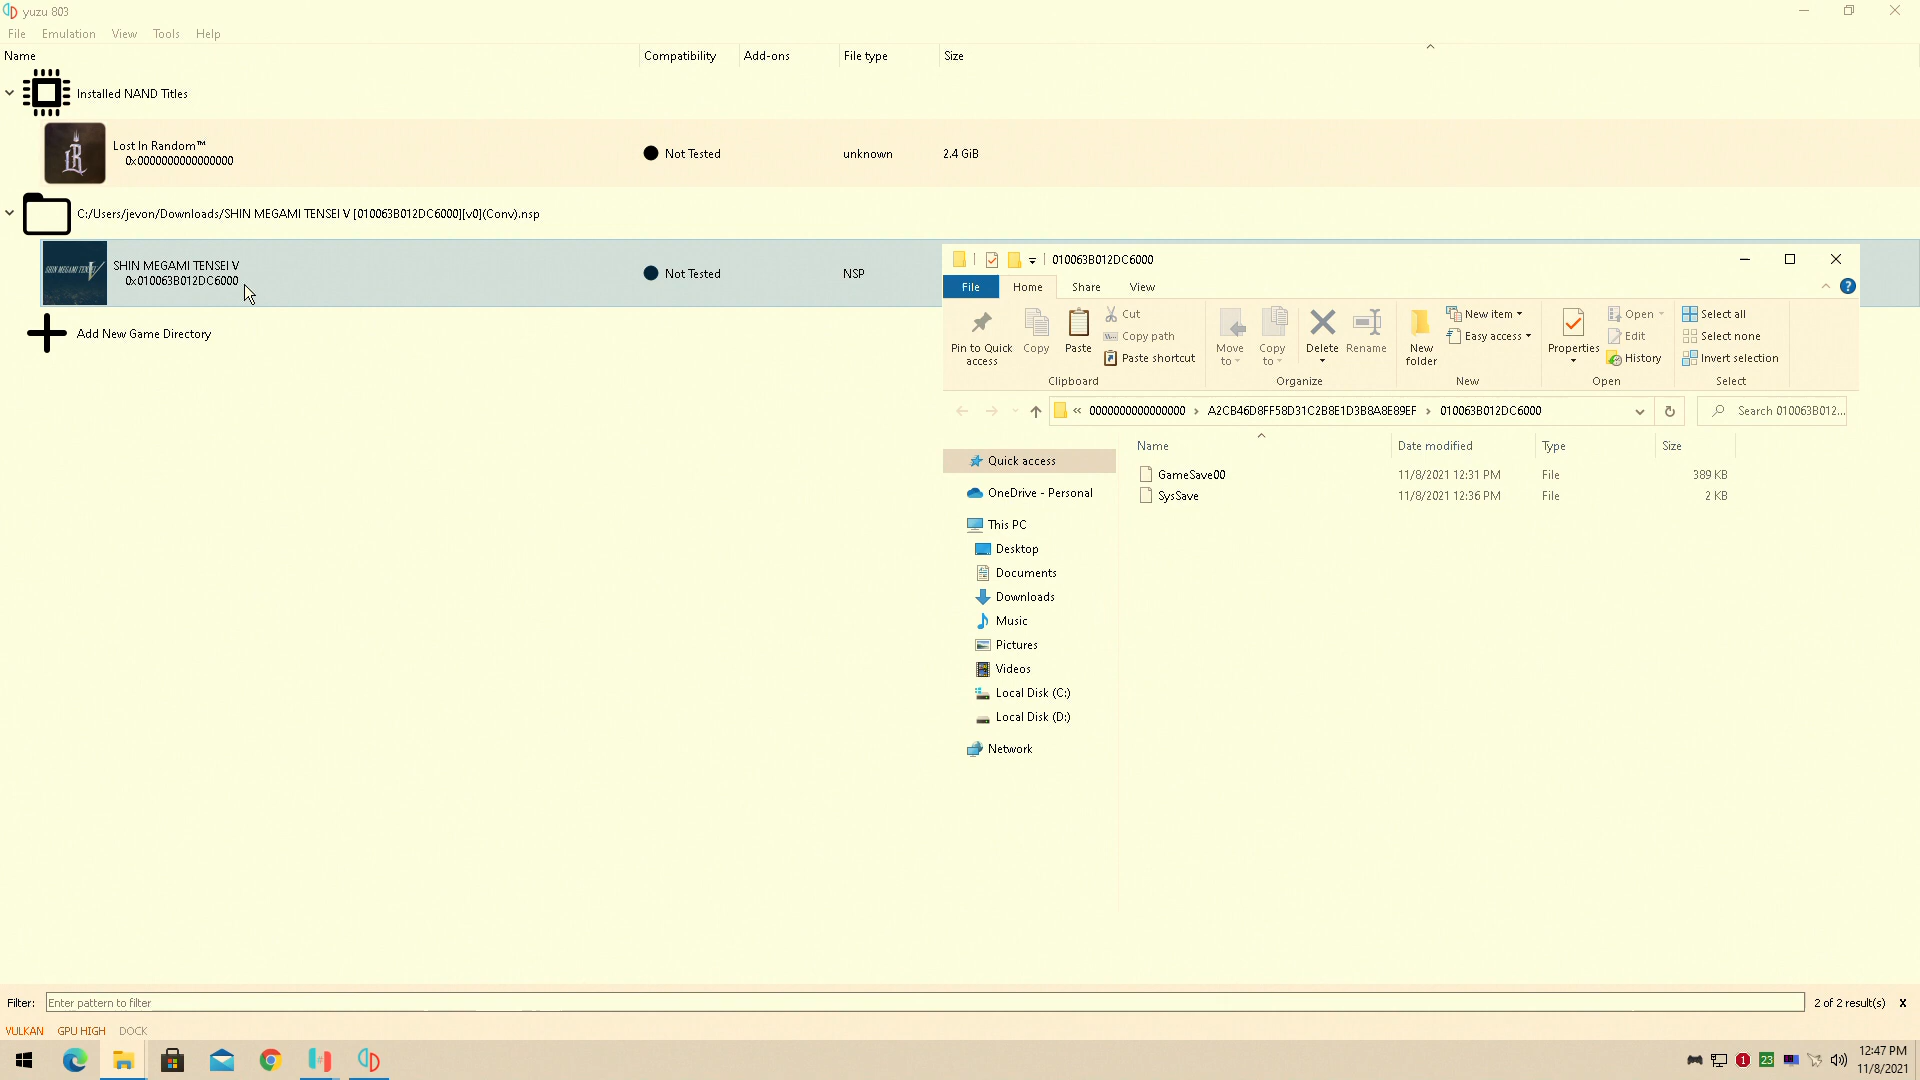 yuzu 803
File Emulation View Tools Help
Name Compatibility Add-ons File type Size
Installed NAND Titles
Lost In Random™
0x0000000000000000
Not Tested unknown 2.4 GiB
C:/Users/jevon/Downloads/SHIN MEGAMI TENSEI V [010063B012DC6000][v0](Conv).nsp
SHIN MEGAMI TENSEI V
SHIN MEGAMI TENSEI V
0x010063B012DC6000
Not Tested NSP
Add New Game Directory
010063B012DC6000
File Home Share View
Pin to Quick access
Copy
Paste
Cut
Copy path
Paste shortcut
Clipboard
Move to
Copy to
Delete
Rename
Organize
New folder
New item
Easy access
New
Properties
Open
Edit
History
Open
Select all
Select none
Invert selection
Select
« 0000000000000000 › A2CB46D8FF58D31C2B8E1D3B8A8E89EF › 010063B012DC6000
Search 010063B012...
Name Date modified Type Size
GameSave00 11/8/2021 12:31 PM File 389 KB
SysSave 11/8/2021 12:36 PM File 2 KB
Quick access
OneDrive - Personal
This PC
Desktop
Documents
Downloads
Music
Pictures
Videos
Local Disk (C:)
Local Disk (D:)
Network
Filter: Enter pattern to filter 2 of 2 result(s) X
VULKAN GPU HIGH DOCK
1 23
12:47 PM
11/8/2021